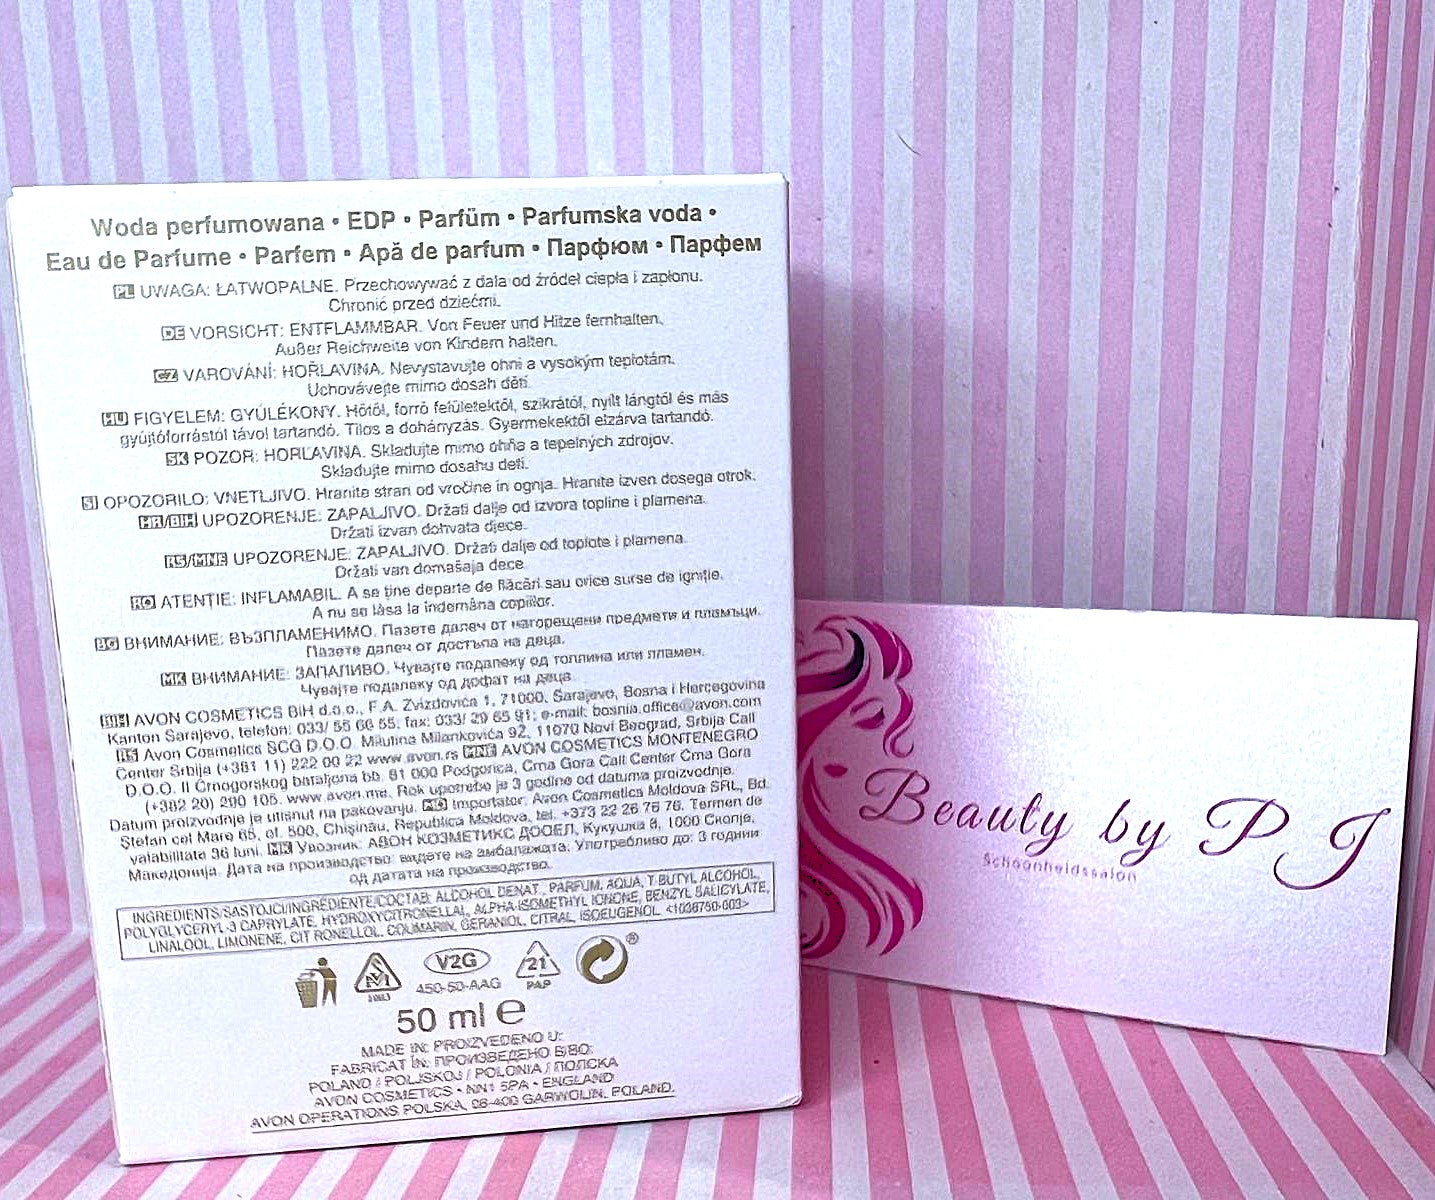 Woda perfumowana • EDP • Parfüm • Parfumska voda •
Eau de Parfume • Parfem • Apă de parfum • Парфюм • Парфем
PL UWAGA: ŁATWOPALNE. Przechowywać z dala od źródeł ciepła i zapłonu.
Chronić przed dziećmi.
DE VORSICHT: ENTFLAMMBAR. Von Feuer und Hitze fernhalten.
Außer Reichweite von Kindern halten.
CZ VAROVÁNÍ: HOŘLAVINA. Nevystavujte ohni a vysokým teplotám.
Uchovávejte mimo dosah dětí.
HU FIGYELEM: GYÚLÉKONY. Hőtől, forró felületektől, szikrától, nyílt lángtól és más
gyújtóforrástól távol tartandó. Tilos a dohányzás. Gyermekektől elzárva tartandó.
SK POZOR: HORĽAVINA. Skladujte mimo ohňa a tepelných zdrojov.
Skladujte mimo dosahu detí.
SI OPOZORILO: VNETLJIVO. Hranite stran od vročine in ognja. Hranite izven dosega otrok.
HR/BIH UPOZORENJE: ZAPALJIVO. Držati dalje od izvora topline i plamena.
Držati izvan dohvata djece.
RS/MNE UPOZORENJE: ZAPALJIVO. Držati dalje od toplote i plamena.
Držati van domašaja dece
RO ATENȚIE: INFLAMABIL. A se ține departe de flăcări sau orice surse de igniție.
A nu se lăsa la îndemâna copiilor.
BG ВНИМАНИЕ: ВЪЗПЛАМЕНИМО. Пазете далеч от нагорещени предмети и пламъци.
Пазете далеч от достъпа на деца.
MK ВНИМАНИЕ: ЗАПАЛИВО. Чувајте подалеку од топлина или пламен.
Чувајте подалеку од дофат на деца
BIH AVON COSMETICS BiH d.o.o., F.A. Zvizdovića 1, 71000, Sarajevo, Bosna i Hercegovina
Kanton Sarajevo, telefon: 033/ 55 66 55, fax: 033/ 29 65 91; e-mail: bosnia.office@avon.com
RS Avon Cosmetics SCG D.O.O. Milutina Milankovića 9Ž, 11070 Novi Beograd, Srbija Call
Center Srbija (+381 11) 222 00 22 www.avon.rs MNE AVON COSMETICS MONTENEGRO
D.O.O. II Crnogorskog bataljona bb, 81 000 Podgorica, Crna Gora Call Center Crna Gora
(+382 20) 290 105. www.avon.me. Rok upotrebe je 3 godine od datuma proizvodnje.
Datum proizvodnje je utisnut na pakovanju. MD Importator: Avon Cosmetics Moldova SRL, Bd.
Ștefan cel Mare 65, of. 500, Chișinău, Republica Moldova, tel. +373 22 26 76 76. Termen de
valabilitate 36 luni. MK Увозник: АВОН КОЗМЕТИКС ДООЕЛ, Кукушка 8, 1000 Скопје,
Македонија. Дата на производство: видете на амбалажата. Употребливо до: 3 години
од датата на производство.
INGREDIENTS/SASTOJCI/INGREDIENTE/СОСТАВ: ALCOHOL DENAT., PARFUM, AQUA, T-BUTYL ALCOHOL,
POLYGLYCERYL-3 CAPRYLATE, HYDROXYCITRONELLAL, ALPHA-ISOMETHYL IONONE, BENZYL SALICYLATE,
LINALOOL, LIMONENE, CITRONELLOL, COUMARIN, GERANIOL, CITRAL, ISOEUGENOL. <1036750-003>
V2G
450-50-AAG
21
PAP
®
50 ml e
MADE IN: PROIZVEDENO U:
FABRICAT ÎN: ПРОИЗВЕДЕНО В/ВО:
POLAND / POLJSKOJ / POLONIA / ПОЛСКА
AVON COSMETICS • NN1 5PA • ENGLAND
AVON OPERATIONS POLSKA, 08-400 GARWOLIN, POLAND.
Beauty by PJ
Schoonheidssalon